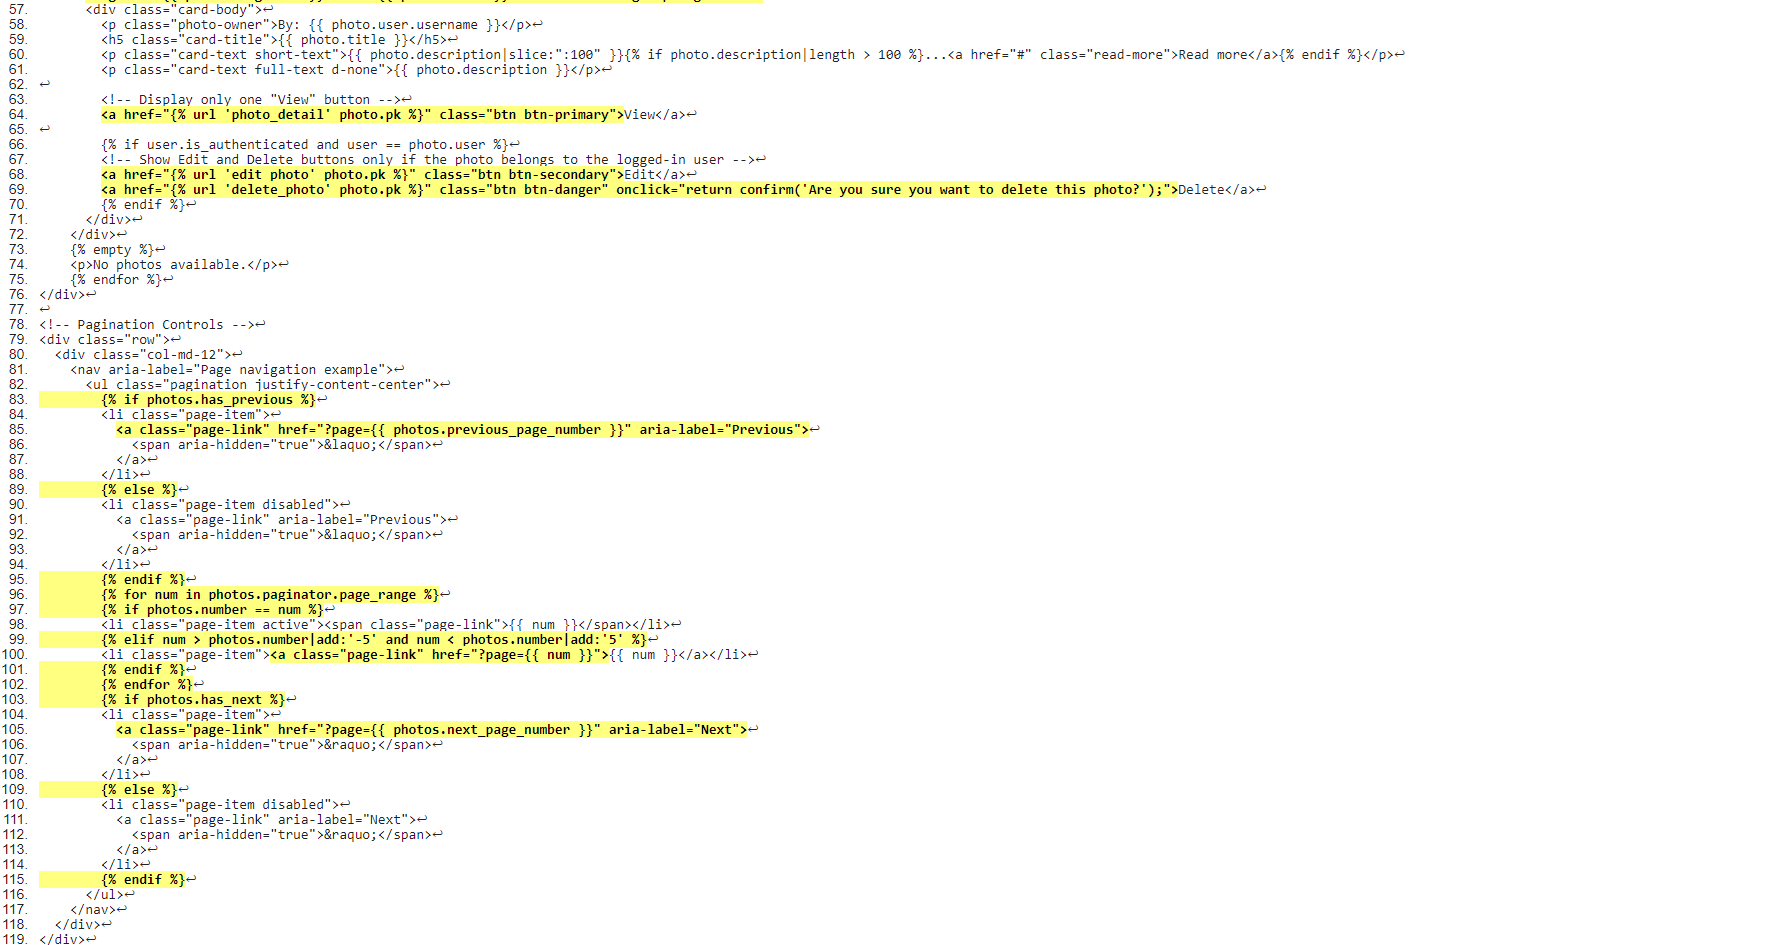 57. <div class="card-body">↩
58. <p class="photo-owner">By: {{ photo.user.username }}</p>↩
59. <h5 class="card-title">{{ photo.title }}</h5>↩
60. <p class="card-text short-text">{{ photo.description|slice:":100" }}{% if photo.description|length > 100 %}...<a href="#" class="read-more">Read more</a>{% endif %}</p>↩
61. <p class="card-text full-text d-none">{{ photo.description }}</p>↩
62. ↩
63. <!-- Display only one "View" button -->↩
64. <a href="{% url 'photo_detail' photo.pk %}" class="btn btn-primary">View</a>↩
65. ↩
66. {% if user.is_authenticated and user == photo.user %}↩
67. <!-- Show Edit and Delete buttons only if the photo belongs to the logged-in user -->↩
68. <a href="{% url 'edit photo' photo.pk %}" class="btn btn-secondary">Edit</a>↩
69. <a href="{% url 'delete_photo' photo.pk %}" class="btn btn-danger" onclick="return confirm('Are you sure you want to delete this photo?');">Delete</a>↩
70. {% endif %}↩
71. </div>↩
72. </div>↩
73. {% empty %}↩
74. <p>No photos available.</p>↩
75. {% endfor %}↩
76. </div>↩
77. ↩
78. <!-- Pagination Controls -->↩
79. <div class="row">↩
80. <div class="col-md-12">↩
81. <nav aria-label="Page navigation example">↩
82. <ul class="pagination justify-content-center">↩
83. {% if photos.has_previous %}↩
84. <li class="page-item">↩
85. <a class="page-link" href="?page={{ photos.previous_page_number }}" aria-label="Previous">↩
86. <span aria-hidden="true">&laquo;</span>↩
87. </a>↩
88. </li>↩
89. {% else %}↩
90. <li class="page-item disabled">↩
91. <a class="page-link" aria-label="Previous">↩
92. <span aria-hidden="true">&laquo;</span>↩
93. </a>↩
94. </li>↩
95. {% endif %}↩
96. {% for num in photos.paginator.page_range %}↩
97. {% if photos.number == num %}↩
98. <li class="page-item active"><span class="page-link">{{ num }}</span></li>↩
99. {% elif num > photos.number|add:'-5' and num < photos.number|add:'5' %}↩
100. <li class="page-item"><a class="page-link" href="?page={{ num }}">{{ num }}</a></li>↩
101. {% endif %}↩
102. {% endfor %}↩
103. {% if photos.has_next %}↩
104. <li class="page-item">↩
105. <a class="page-link" href="?page={{ photos.next_page_number }}" aria-label="Next">↩
106. <span aria-hidden="true">&raquo;</span>↩
107. </a>↩
108. </li>↩
109. {% else %}↩
110. <li class="page-item disabled">↩
111. <a class="page-link" aria-label="Next">↩
112. <span aria-hidden="true">&raquo;</span>↩
113. </a>↩
114. </li>↩
115. {% endif %}↩
116. </ul>↩
117. </nav>↩
118. </div>↩
119. </div>↩